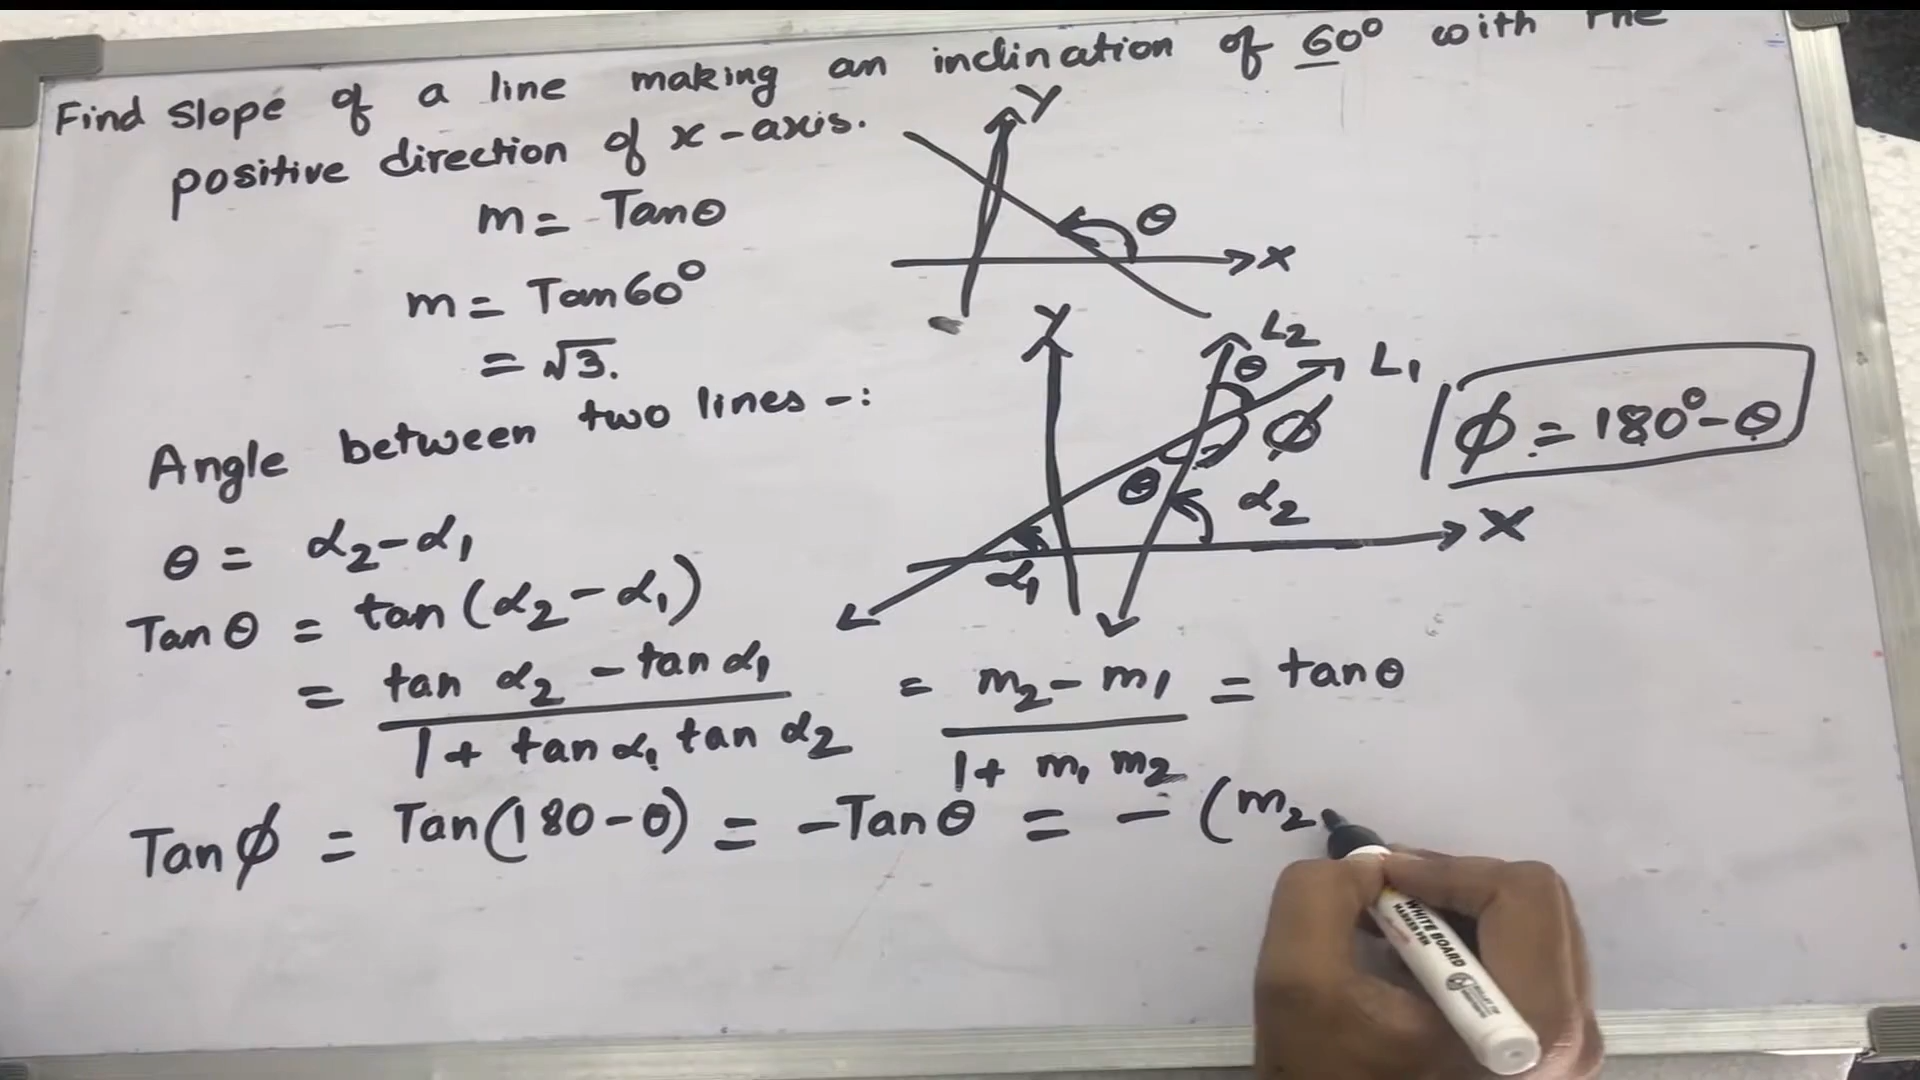 Find slope of a line making an inclination of 60° with the
positive direction of x-axis.
m = Tanθ
m = Tan60°
= √3.
Y
θ
X
Angle between two lines -:
θ = α₂-α₁
Tanθ = tan(α₂-α₁)
= (tan α₂ - tan α₁)/(1+ tan α₁ tan α₂) = (m₂-m₁)/(1+ m₁ m₂) = tanθ
Tanϕ = Tan(180-θ) = -Tanθ = - (m₂
Y
L₂
θ
L₁
ϕ
θ
α₂
X
α₁
ϕ = 180°-θ
WHITE BOARD
MARKER PEN